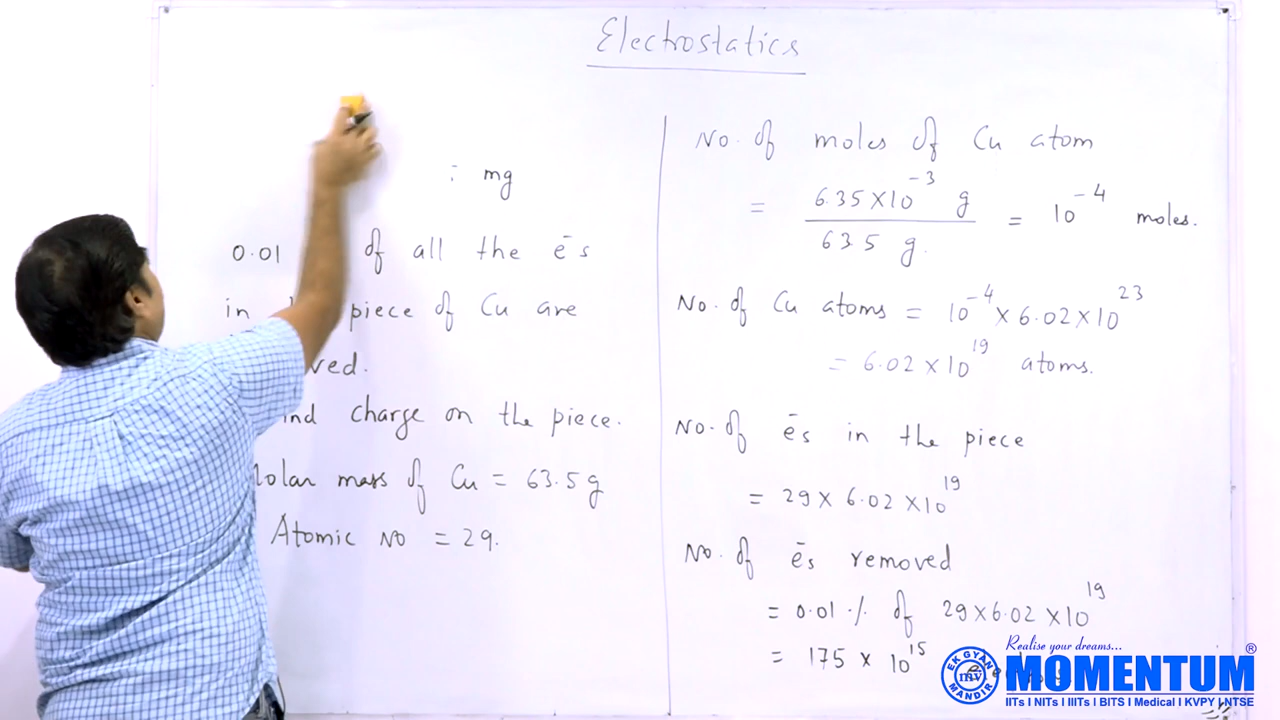 Electrostatics
mg
0.01 of all the e̅s
in piece of Cu are
ved.
nd charge on the piece.
olar mass of Cu = 63.5 g
Atomic No = 29.
No. of moles of Cu atom
= 6.35 × 10⁻³ g / 63.5 g. = 10⁻⁴ moles.
No. of Cu atoms = 10⁻⁴ × 6.02 × 10²³
= 6.02 × 10¹⁹ atoms.
No. of e̅s in the piece
= 29 × 6.02 × 10¹⁹
No. of e̅s removed
= 0.01 % of 29 × 6.02 × 10¹⁹
= 175 × 10¹⁵
Realise your dreams...
EK GYAN MANDIR
MOMENTUM ®
IITs I NITs I IIITs I BITS I Medical I KVPY I NTSE